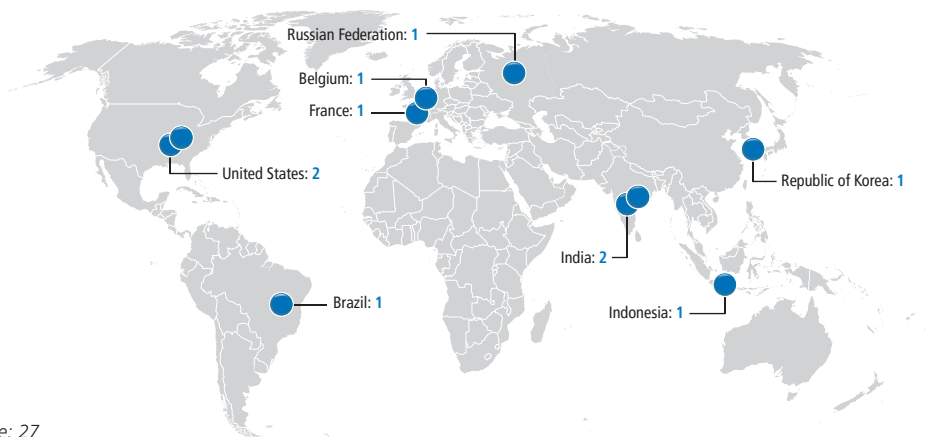 Russian Federation: 1
Belgium: 1
France: 1
United States: 2
Republic of Korea: 1
India: 2
Brazil: 1
Indonesia: 1
27